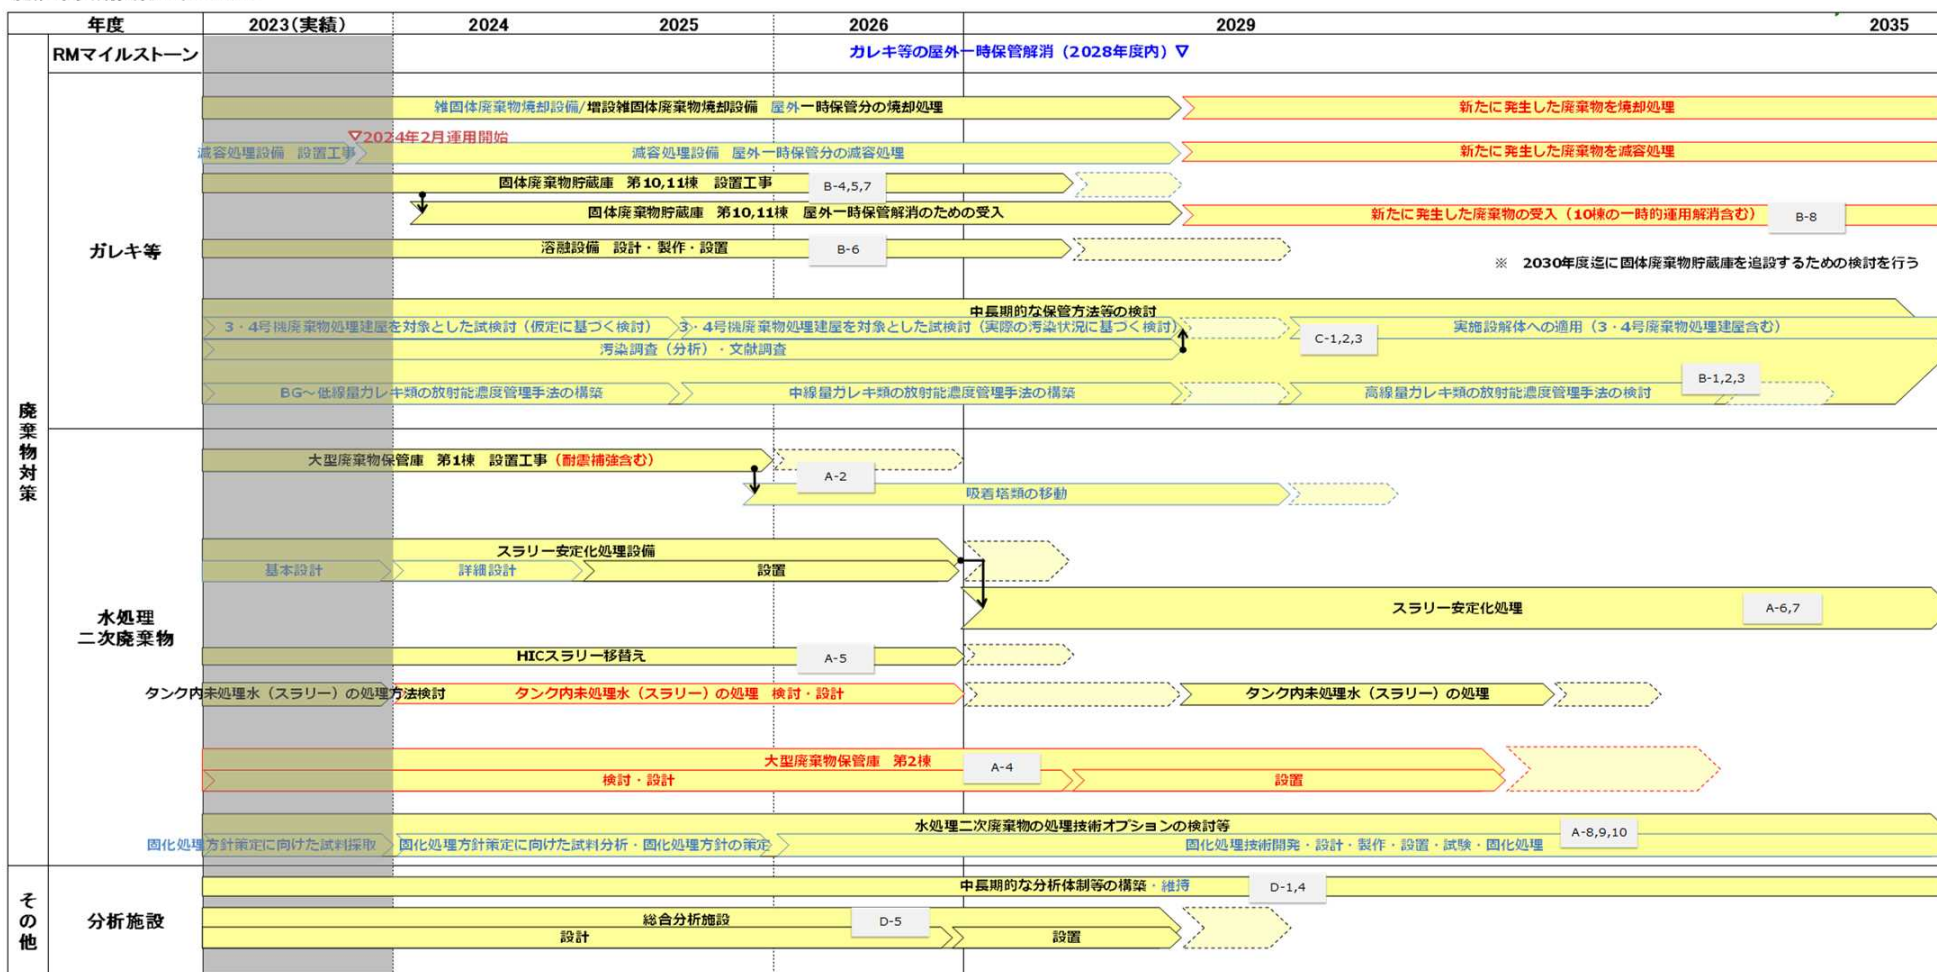 年度 2023（実績） 2024 2025 2026 2029 2035
RMマイルストーン
ガレキ等の屋外一時保管解消（2028年度内）▽
廃棄物対策
ガレキ等
雑固体廃棄物焼却設備/増設雑固体廃棄物焼却設備　屋外一時保管分の焼却処理
新たに発生した廃棄物を焼却処理
▽2024年2月運用開始
減容処理設備　設置工事
減容処理設備　屋外一時保管分の減容処理
新たに発生した廃棄物を減容処理
固体廃棄物貯蔵庫　第10,11棟　設置工事
B-4,5,7
固体廃棄物貯蔵庫　第10,11棟　屋外一時保管解消のための受入
新たに発生した廃棄物の受入（10棟の一時的運用解消含む）
B-8
溶融設備　設計・製作・設置
B-6
※　2030年度迄に固体廃棄物貯蔵庫を追設するための検討を行う
中長期的な保管方法等の検討
3・4号機廃棄物処理建屋を対象とした試検討（仮定に基づく検討）
3・4号機廃棄物処理建屋を対象とした試検討（実際の汚染状況に基づく検討）
実施設解体への適用（3・4号廃棄物処理建屋含む）
C-1,2,3
汚染調査（分析）・文献調査
B-1,2,3
BG～低線量ガレキ類の放射能濃度管理手法の構築
中線量ガレキ類の放射能濃度管理手法の構築
高線量ガレキ類の放射能濃度管理手法の検討
水処理
二次廃棄物
大型廃棄物保管庫　第1棟　設置工事（耐震補強含む）
A-2
吸着塔類の移動
スラリー安定化処理設備
基本設計
詳細設計
設置
スラリー安定化処理
A-6,7
HICスラリー移替え
A-5
タンク内未処理水（スラリー）の処理方法検討
タンク内未処理水（スラリー）の処理　検討・設計
タンク内未処理水（スラリー）の処理
大型廃棄物保管庫　第2棟
A-4
検討・設計
設置
水処理二次廃棄物の処理技術オプションの検討等
A-8,9,10
固化処理方針策定に向けた試料採取
固化処理方針策定に向けた試料分析・固化処理方針の策定
固化処理技術開発・設計・製作・設置・試験・固化処理
その他
分析施設
中長期的な分析体制等の構築・維持
D-1,4
総合分析施設
D-5
設計
設置